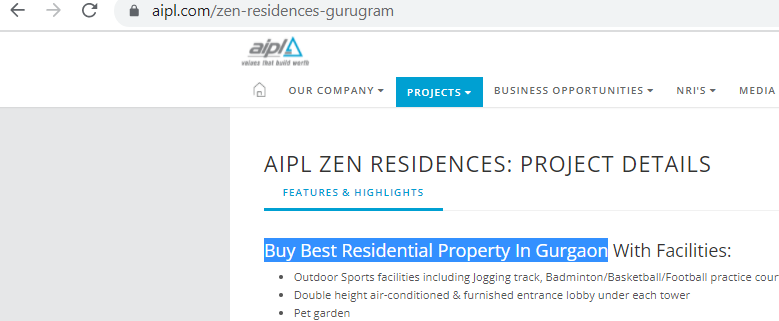 aipl.com/zen-residences-gurugram
aipl
values that build worth
OUR COMPANY PROJECTS BUSINESS OPPORTUNITIES NRI'S MEDIA
AIPL ZEN RESIDENCES: PROJECT DETAILS
FEATURES & HIGHLIGHTS
Buy Best Residential Property In Gurgaon With Facilities:
Outdoor Sports facilities including Jogging track, Badminton/Basketball/Football practice cour
Double height air-conditioned & furnished entrance lobby under each tower
Pet garden